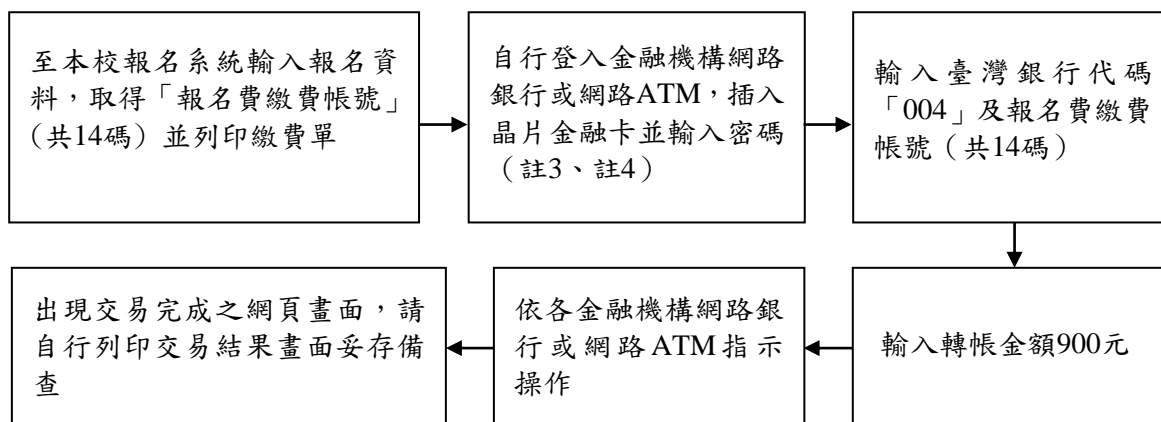 至本校報名系統輸入報名資
料，取得「報名費繳費帳號」
（共14碼）並列印繳費單
自行登入金融機構網路
銀行或網路ATM，插入
晶片金融卡並輸入密碼
（註3、註4）
輸入臺灣銀行代碼
「004」及報名費繳費
帳號（共14碼）
輸入轉帳金額900元
依各金融機構網路銀
行或網路ATM指示
操作
出現交易完成之網頁畫面，請
自行列印交易結果畫面妥存備
查